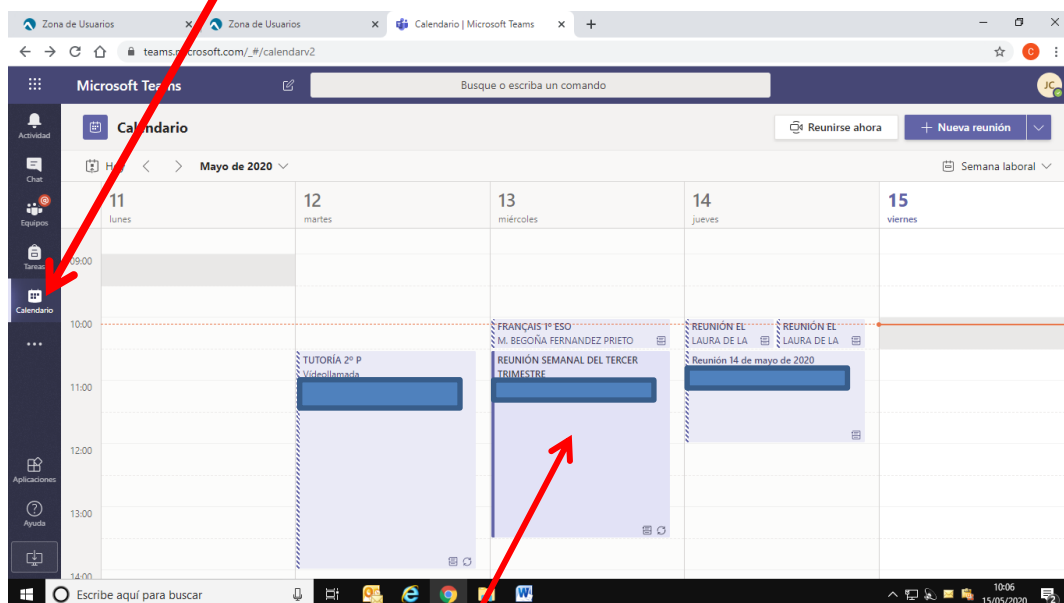 Zona de Usuarios
Zona de Usuarios
Calendario | Microsoft Teams
teams.microsoft.com/_#/calendarv2
C
Microsoft Teams
Busque o escriba un comando
JC
Actividad
Calendario
Reunirse ahora
+ Nueva reunión
Chat
Hoy
Mayo de 2020
Semana laboral
Equipos
11
lunes
12
martes
13
miércoles
14
jueves
15
viernes
Tareas
09:00
Calendario
10:00
FRANÇAIS 1º ESO
M. BEGOÑA FERNANDEZ PRIETO
REUNIÓN EL
LAURA DE LA
REUNIÓN EL
LAURA DE LA
TUTORÍA 2º P
Vídeollamada
REUNIÓN SEMANAL DEL TERCER
TRIMESTRE
Reunión 14 de mayo de 2020
11:00
12:00
Aplicaciones
13:00
Ayuda
14:00
Escribe aquí para buscar
10:06
15/05/2020
2